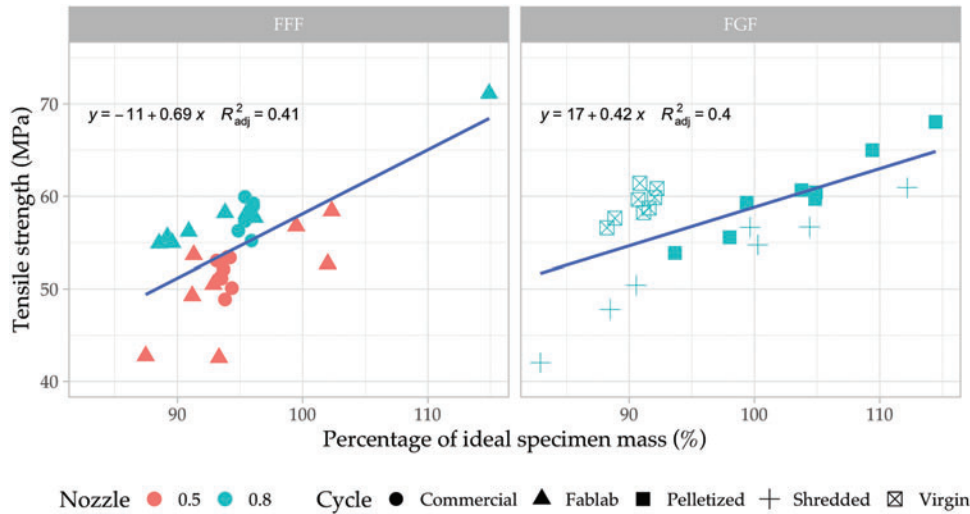 FFF
FGF
Tensile strength (MPa)
70
60
50
40
y = −11 + 0.69 x R²adj = 0.41
y = 17 + 0.42 x R²adj = 0.4
90 100 110 90 100 110
Percentage of ideal specimen mass (%)
Nozzle 0.5 0.8 Cycle Commercial Fablab Pelletized Shredded Virgin